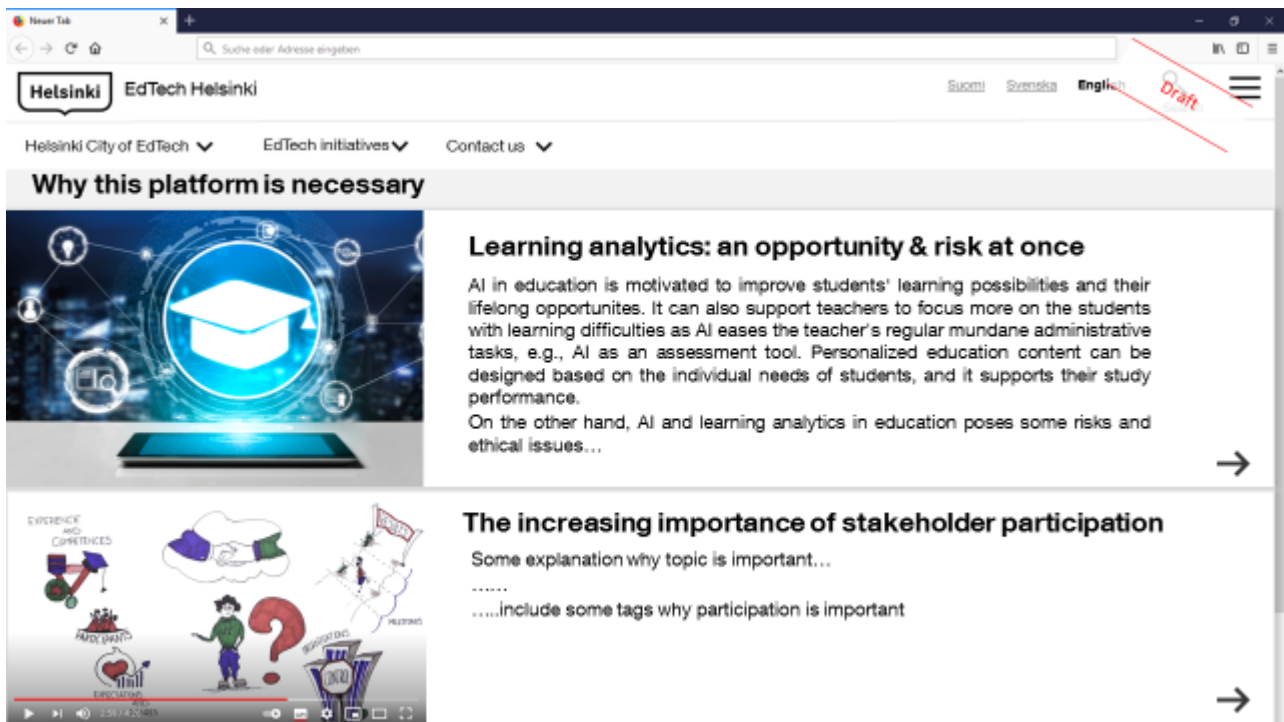 Neuer Tab
Suche oder Adresse eingeben
Helsinki
EdTech Helsinki
Suomi Svenska English
Draft
Helsinki City of EdTech EdTech initiatives Contact us
Why this platform is necessary
Learning analytics: an opportunity & risk at once
AI in education is motivated to improve students' learning possibilities and their
lifelong opportunites. It can also support teachers to focus more on the students
with learning difficulties as AI eases the teacher's regular mundane administrative
tasks, e.g., AI as an assessment tool. Personalized education content can be
designed based on the individual needs of students, and it supports their study
performance.
On the other hand, AI and learning analytics in education poses some risks and
ethical issues…
EXPERIENCE
AND
COMPETENCES
PARTICIPANTS
MILESTONES
EXPECTATIONS
AND
CONTROL
The increasing importance of stakeholder participation
Some explanation why topic is important…
……
…..include some tags why participation is important